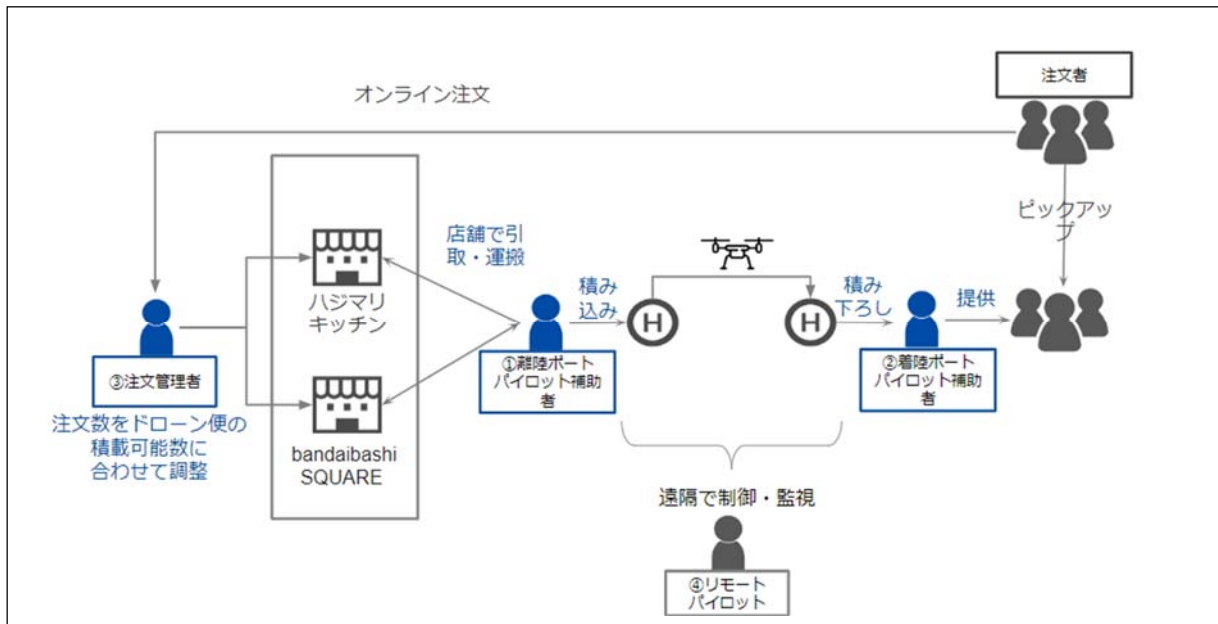 注文者
オンライン注文
ピックアッ
プ
店舗で引
取・運搬
ハジマリ
キッチン
積み
込み
H
H
積み
下ろし
提供
③注文管理者
①離陸ポート
パイロット補助
者
②着陸ポート
パイロット補助
者
注文数をドローン便の
積載可能数に
合わせて調整
bandaibashi
SQUARE
遠隔で制御・監視
④リモート
パイロット